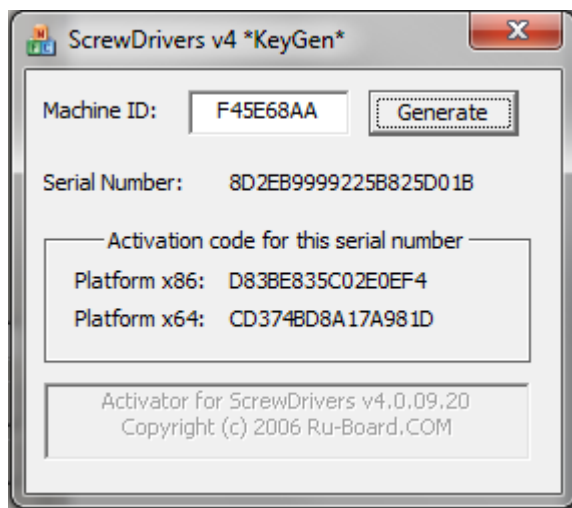 ScrewDrivers v4 *KeyGen*
Machine ID: F45E68AA Generate
Serial Number: 8D2EB9999225B825D01B
Activation code for this serial number
Platform x86: D83BE835C02E0EF4
Platform x64: CD374BD8A17A981D
Activator for ScrewDrivers v4.0.09.20
Copyright (c) 2006 Ru-Board.COM